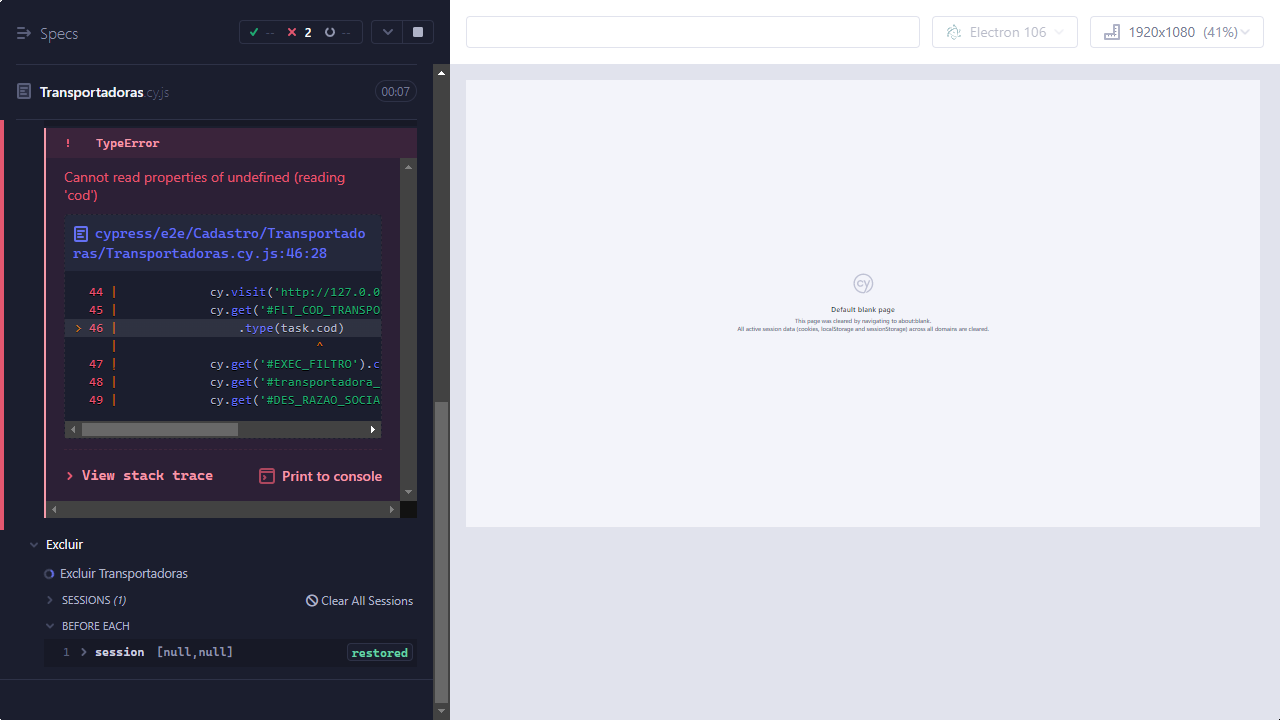 Specs
-- 2 --
Electron 106
1920x1080 (41%)
Transportadoras cy.js
00:07
! TypeError
Cannot read properties of undefined (reading
'cod')
cypress/e2e/Cadastro/Transportado
ras/Transportadoras.cy.js:46:28
44 | cy.visit('http://127.0.0
45 | cy.get('#FLT_COD_TRANSPO
> 46 | .type(task.cod)
| ^
47 | cy.get('#EXEC_FILTRO').c
48 | cy.get('#transportadora_
49 | cy.get('#DES_RAZAO_SOCIA
View stack trace
Print to console
Excluir
Excluir Transportadoras
SESSIONS (1)
Clear All Sessions
BEFORE EACH
1 session [null,null] restored
cy
Default blank page
This page was cleared by navigating to about:blank.
All active session data (cookies, localStorage and sessionStorage) across all domains are cleared.